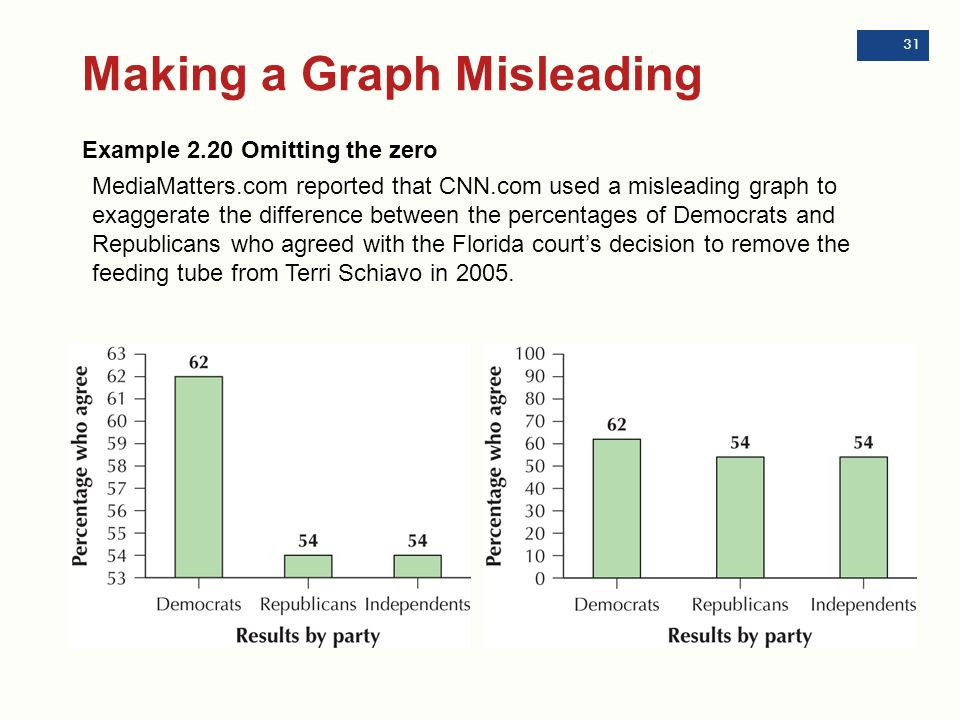 31
Making a Graph Misleading
Example 2.20 Omitting the zero
MediaMatters.com reported that CNN.com used a misleading graph to
exaggerate the difference between the percentages of Democrats and
Republicans who agreed with the Florida court’s decision to remove the
feeding tube from Terri Schiavo in 2005.
Percentage who agree
63
62
61
60
59
58
57
56
55
54
53
62
54
54
Democrats Republicans Independents
Results by party
Percentage who agree
100
90
80
70
60
50
40
30
20
10
0
62
54
54
Democrats Republicans Independents
Results by party